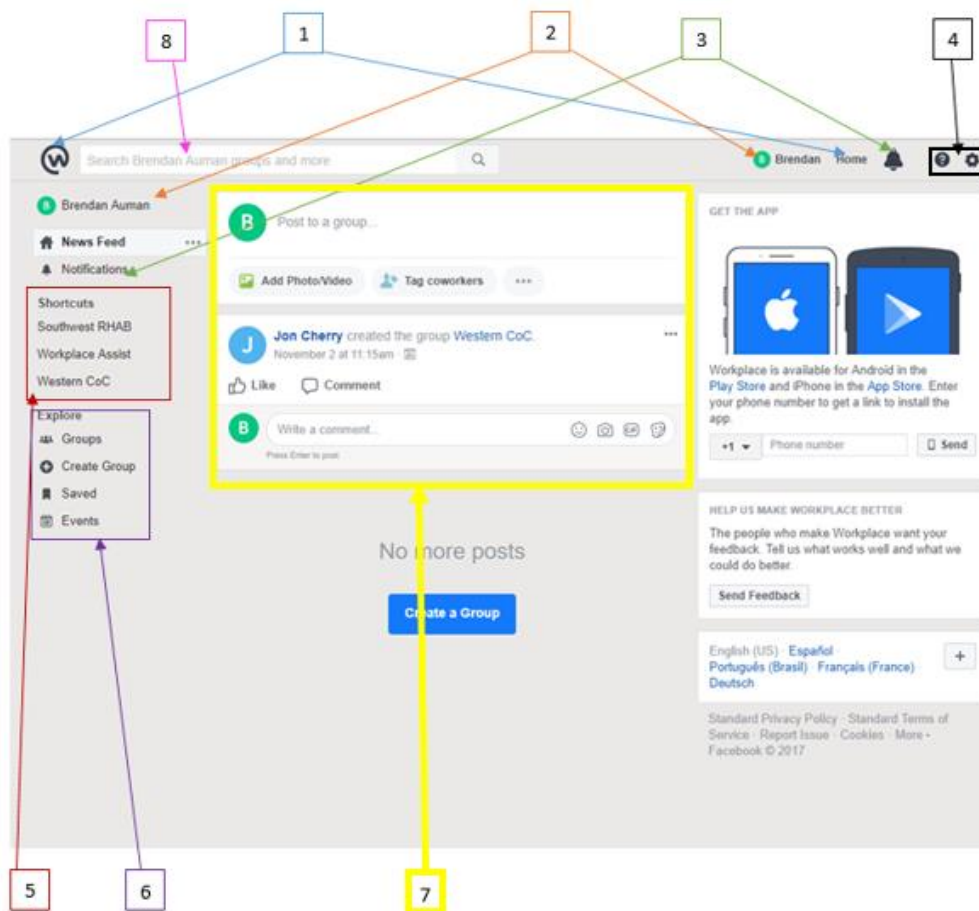 8
1
2
3
4
Search Brendan Auman groups and more
B Brendan
Home
B Brendan Auman
News Feed
Notifications
Shortcuts
Southwest RHAB
Workplace Assist
Western CoC
Explore
Groups
Create Group
Saved
Events
B Post to a group...
Add Photo/Video
Tag coworkers
J Jon Cherry created the group Western CoC.
November 2 at 11:15am ·
Like
Comment
B Write a comment...
GIF
Press Enter to post.
No more posts
Create a Group
GET THE APP
Workplace is available for Android in the
Play Store and iPhone in the App Store. Enter
your phone number to get a link to install the
app.
+1
Phone number
Send
HELP US MAKE WORKPLACE BETTER
The people who make Workplace want your
feedback. Tell us what works well and what we
could do better.
Send Feedback
English (US) · Español ·
Português (Brasil) · Français (France) ·
Deutsch
+
Standard Privacy Policy · Standard Terms of
Service · Report Issue · Cookies · More
Facebook © 2017
5
6
7